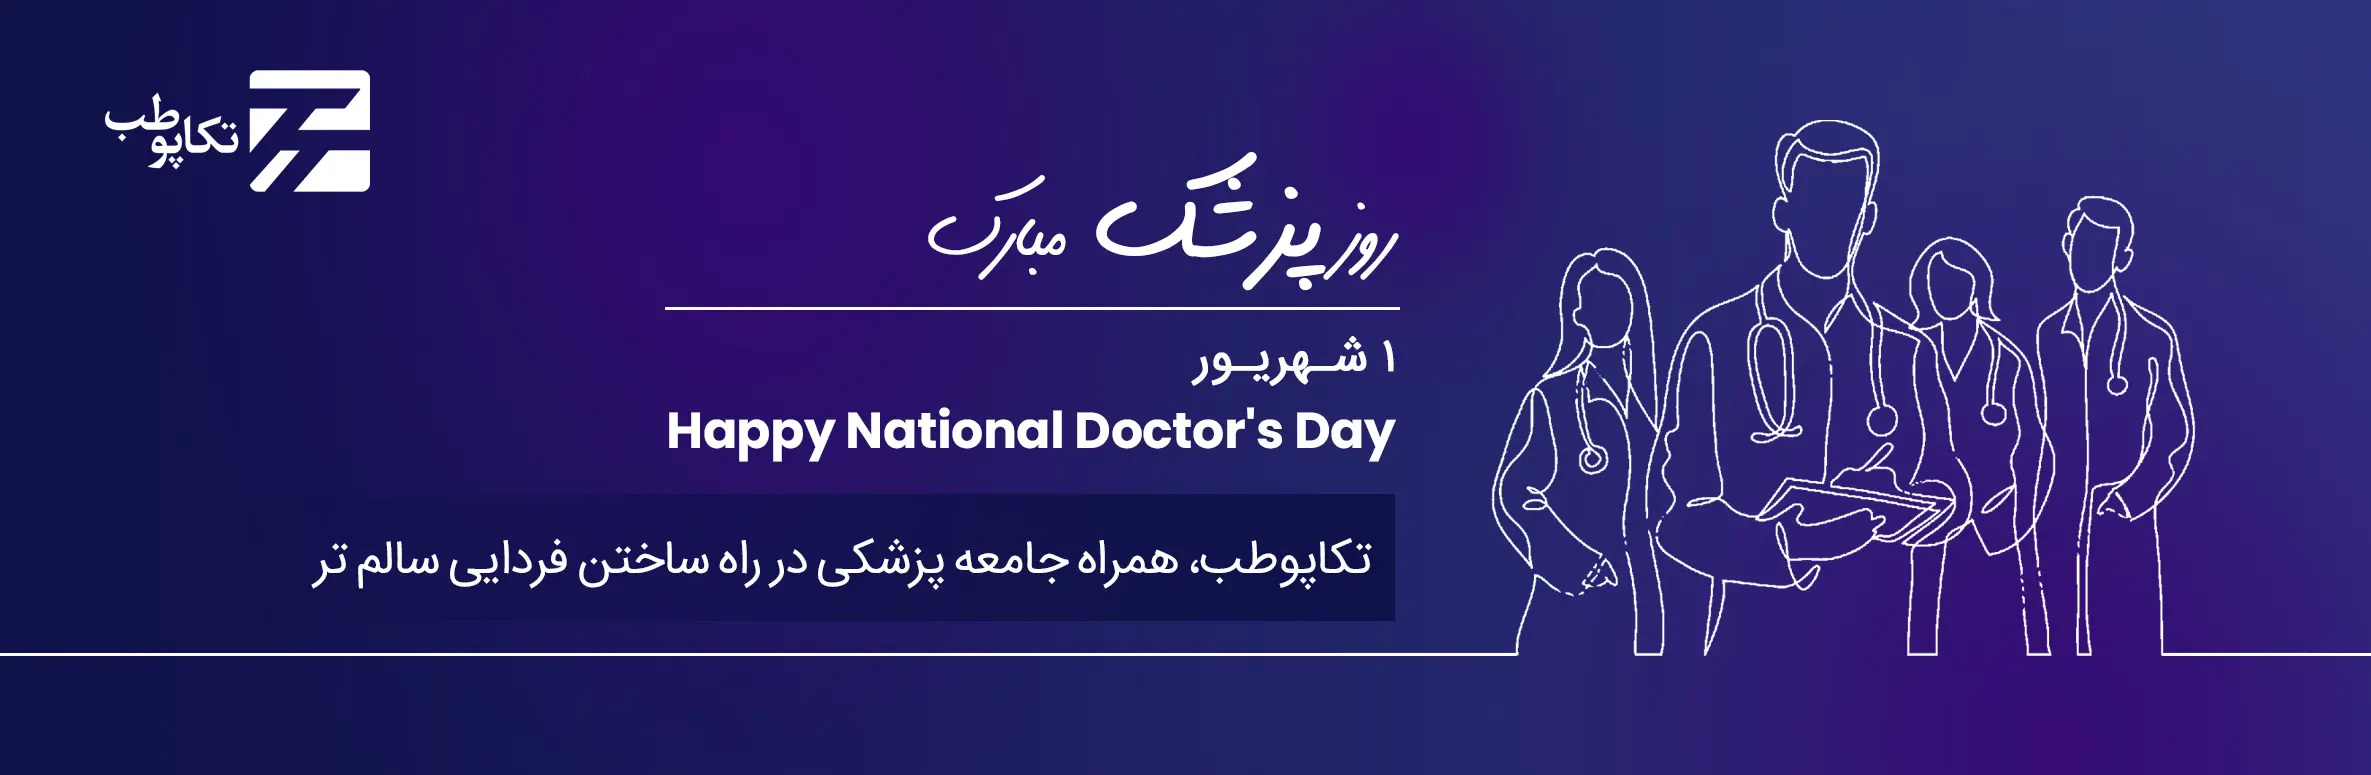 تکاپوطب
روز پزشک مبارک
۱ شهریور
Happy National Doctor's Day
تکاپوطب، همراه جامعه پزشکی در راه ساختن فردایی سالم تر